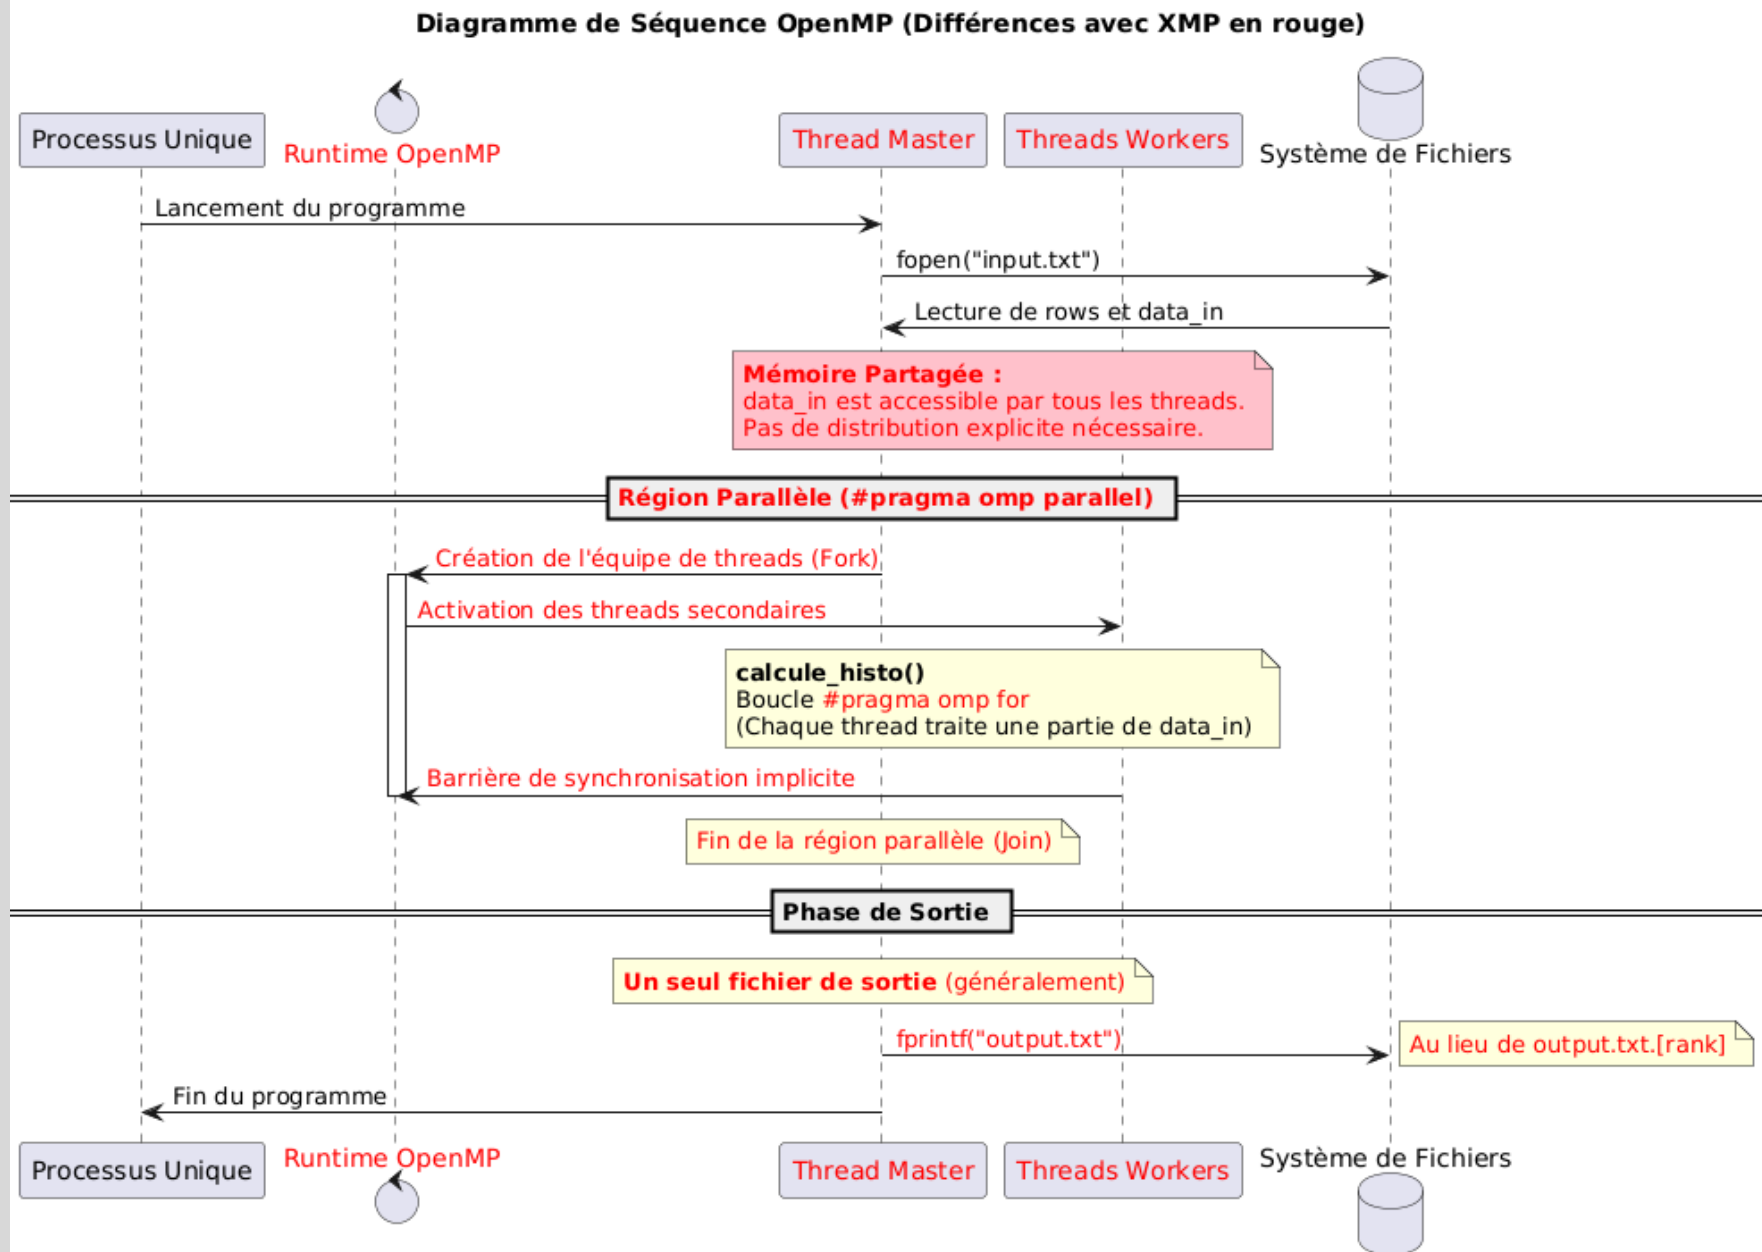 Diagramme de Séquence OpenMP (Différences avec XMP en rouge)
Processus Unique
Runtime OpenMP
Thread Master
Threads Workers
Système de Fichiers
Lancement du programme
fopen("input.txt")
Lecture de rows et data_in
Mémoire Partagée :
data_in est accessible par tous les threads.
Pas de distribution explicite nécessaire.
Région Parallèle (#pragma omp parallel)
Création de l'équipe de threads (Fork)
Activation des threads secondaires
calcule_histo()
Boucle #pragma omp for
(Chaque thread traite une partie de data_in)
Barrière de synchronisation implicite
Fin de la région parallèle (Join)
Phase de Sortie
Un seul fichier de sortie (généralement)
fprintf("output.txt")
Au lieu de output.txt.[rank]
Fin du programme
Processus Unique
Runtime OpenMP
Thread Master
Threads Workers
Système de Fichiers